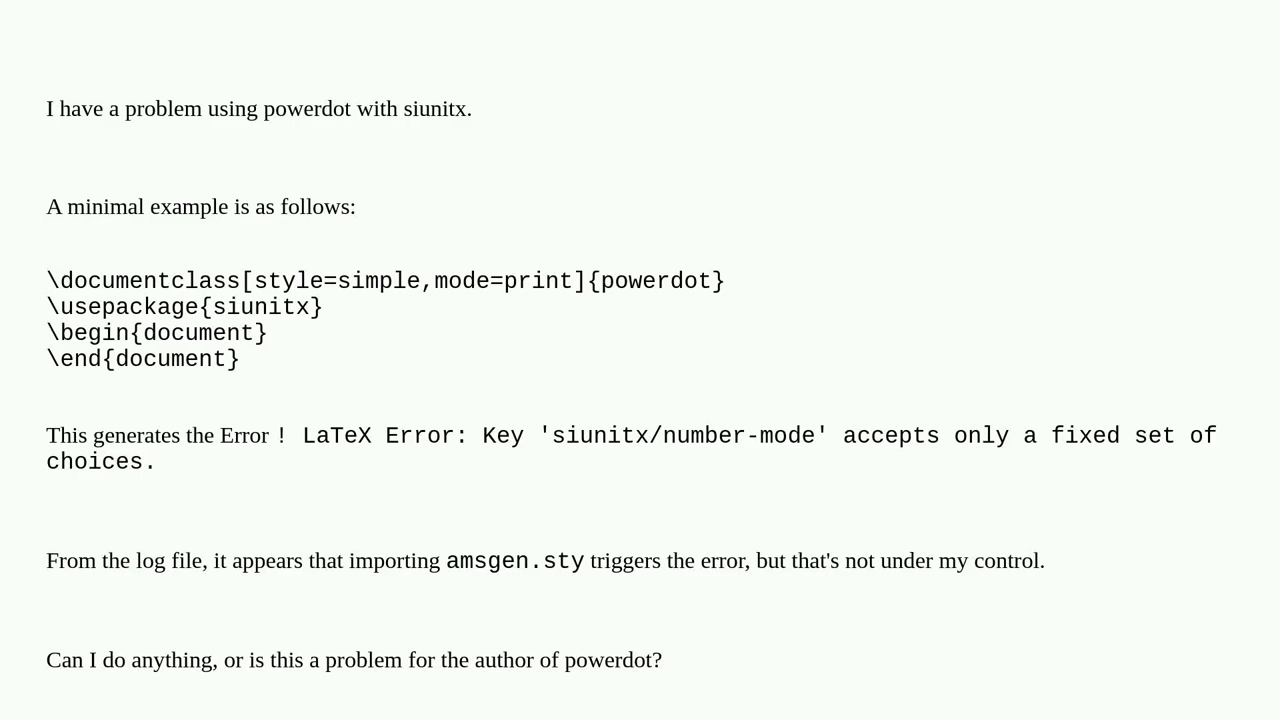 I have a problem using powerdot with siunitx.
A minimal example is as follows:
\documentclass[style=simple,mode=print]{powerdot}
\usepackage{siunitx}
\begin{document}
\end{document}
This generates the Error ! LaTeX Error: Key 'siunitx/number-mode' accepts only a fixed set of
choices.
From the log file, it appears that importing amsgen.sty triggers the error, but that's not under my control.
Can I do anything, or is this a problem for the author of powerdot?